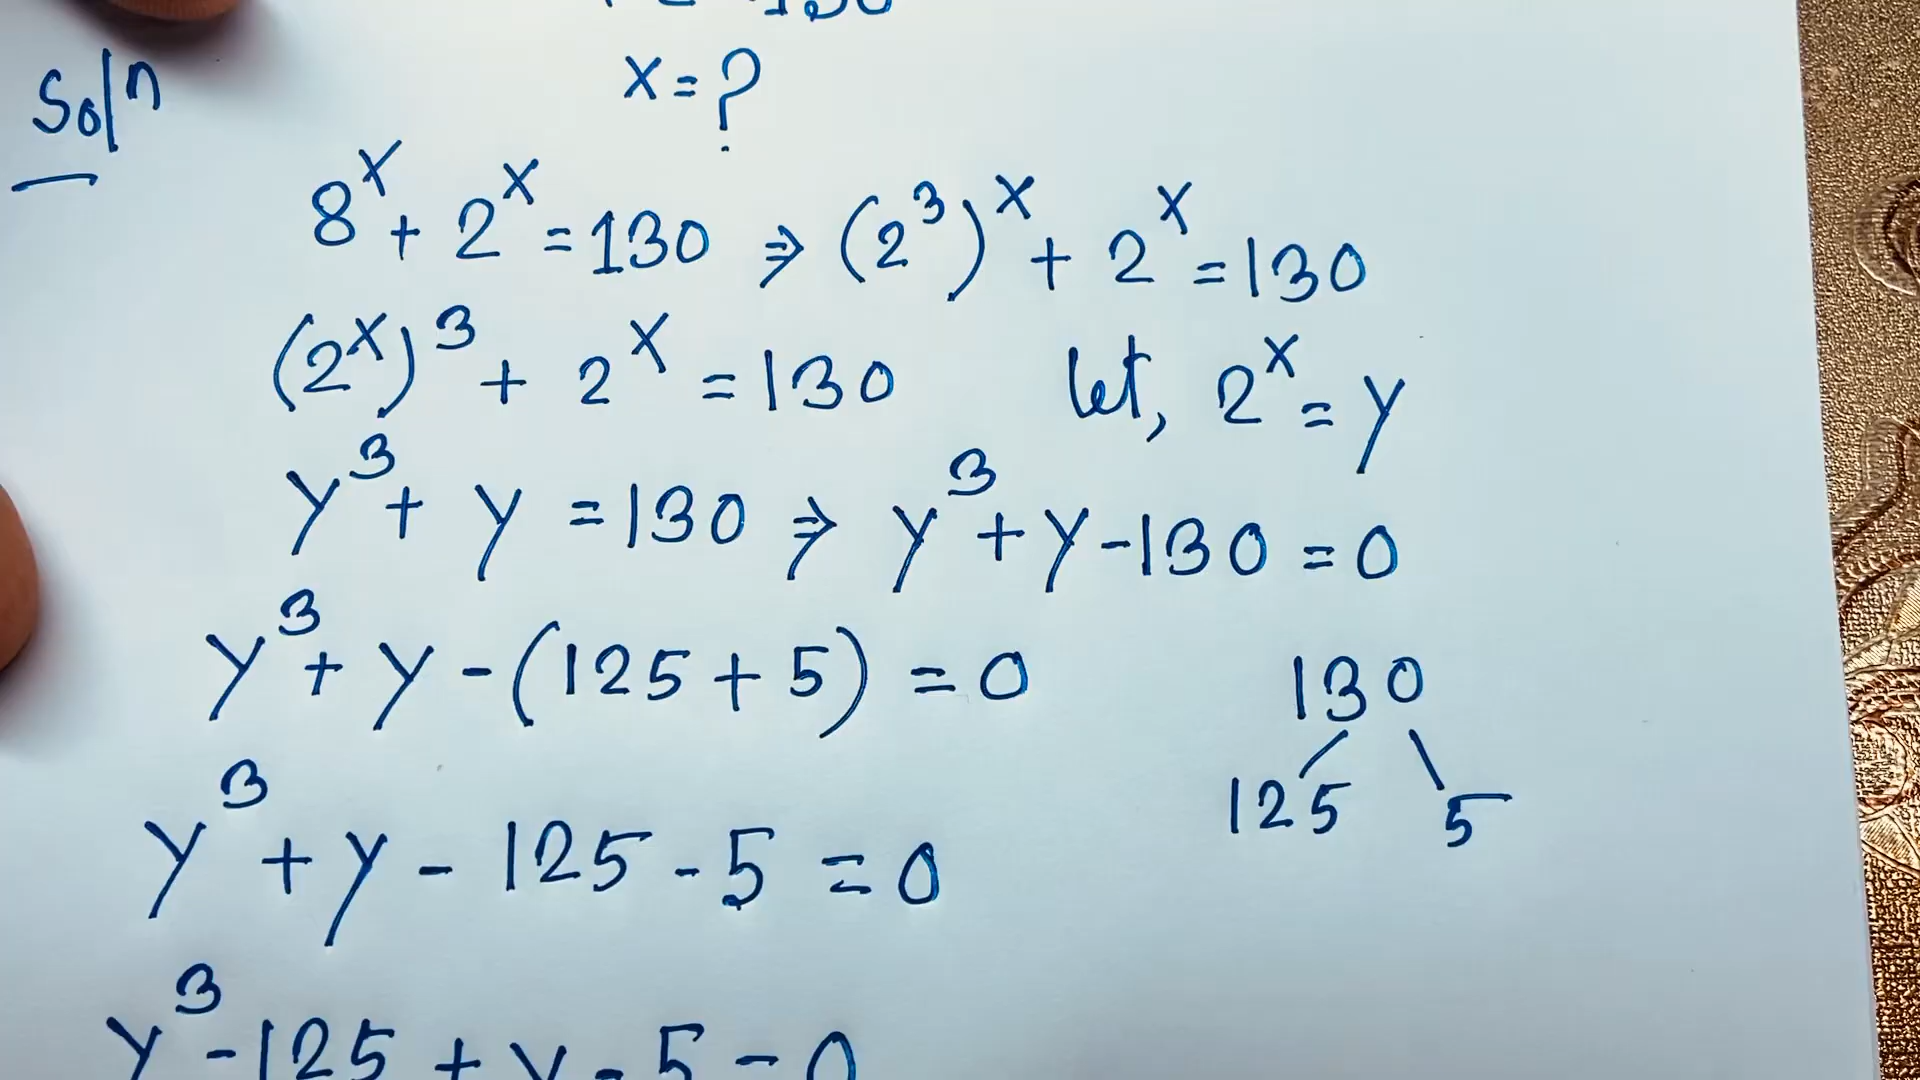 x = ?
Soln
8^x + 2^x = 130 ⇒ (2^3)^x + 2^x = 130
(2^x)^3 + 2^x = 130 let, 2^x = y
y^3 + y = 130 ⇒ y^3 + y - 130 = 0
y^3 + y - (125 + 5) = 0
130
125 5
y^3 + y - 125 - 5 = 0
y^3 - 125 + y - 5 = 0